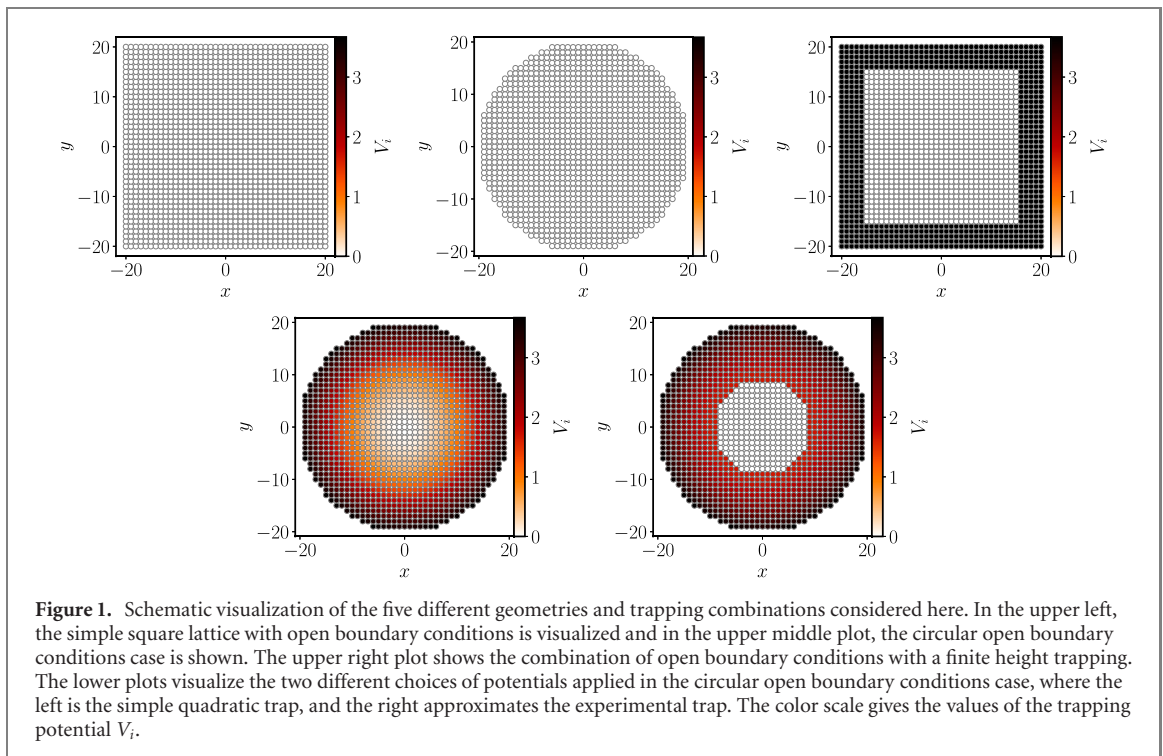 20
10
0
−10
−20
y
−20
0
20
x
3
2
1
0
V_i
20
10
0
−10
−20
y
−20
0
20
x
3
2
1
0
V_i
20
10
0
−10
−20
y
−20
0
20
x
3
2
1
0
V_i
20
10
0
−10
−20
y
−20
0
20
x
3
2
1
0
V_i
20
10
0
−10
−20
y
−20
0
20
x
3
2
1
0
V_i
Figure 1. Schematic visualization of the five different geometries and trapping combinations considered here. In the upper left,
the simple square lattice with open boundary conditions is visualized and in the upper middle plot, the circular open boundary
conditions case is shown. The upper right plot shows the combination of open boundary conditions with a finite height trapping.
The lower plots visualize the two different choices of potentials applied in the circular open boundary conditions case, where the
left is the simple quadratic trap, and the right approximates the experimental trap. The color scale gives the values of the trapping
potential V_i.